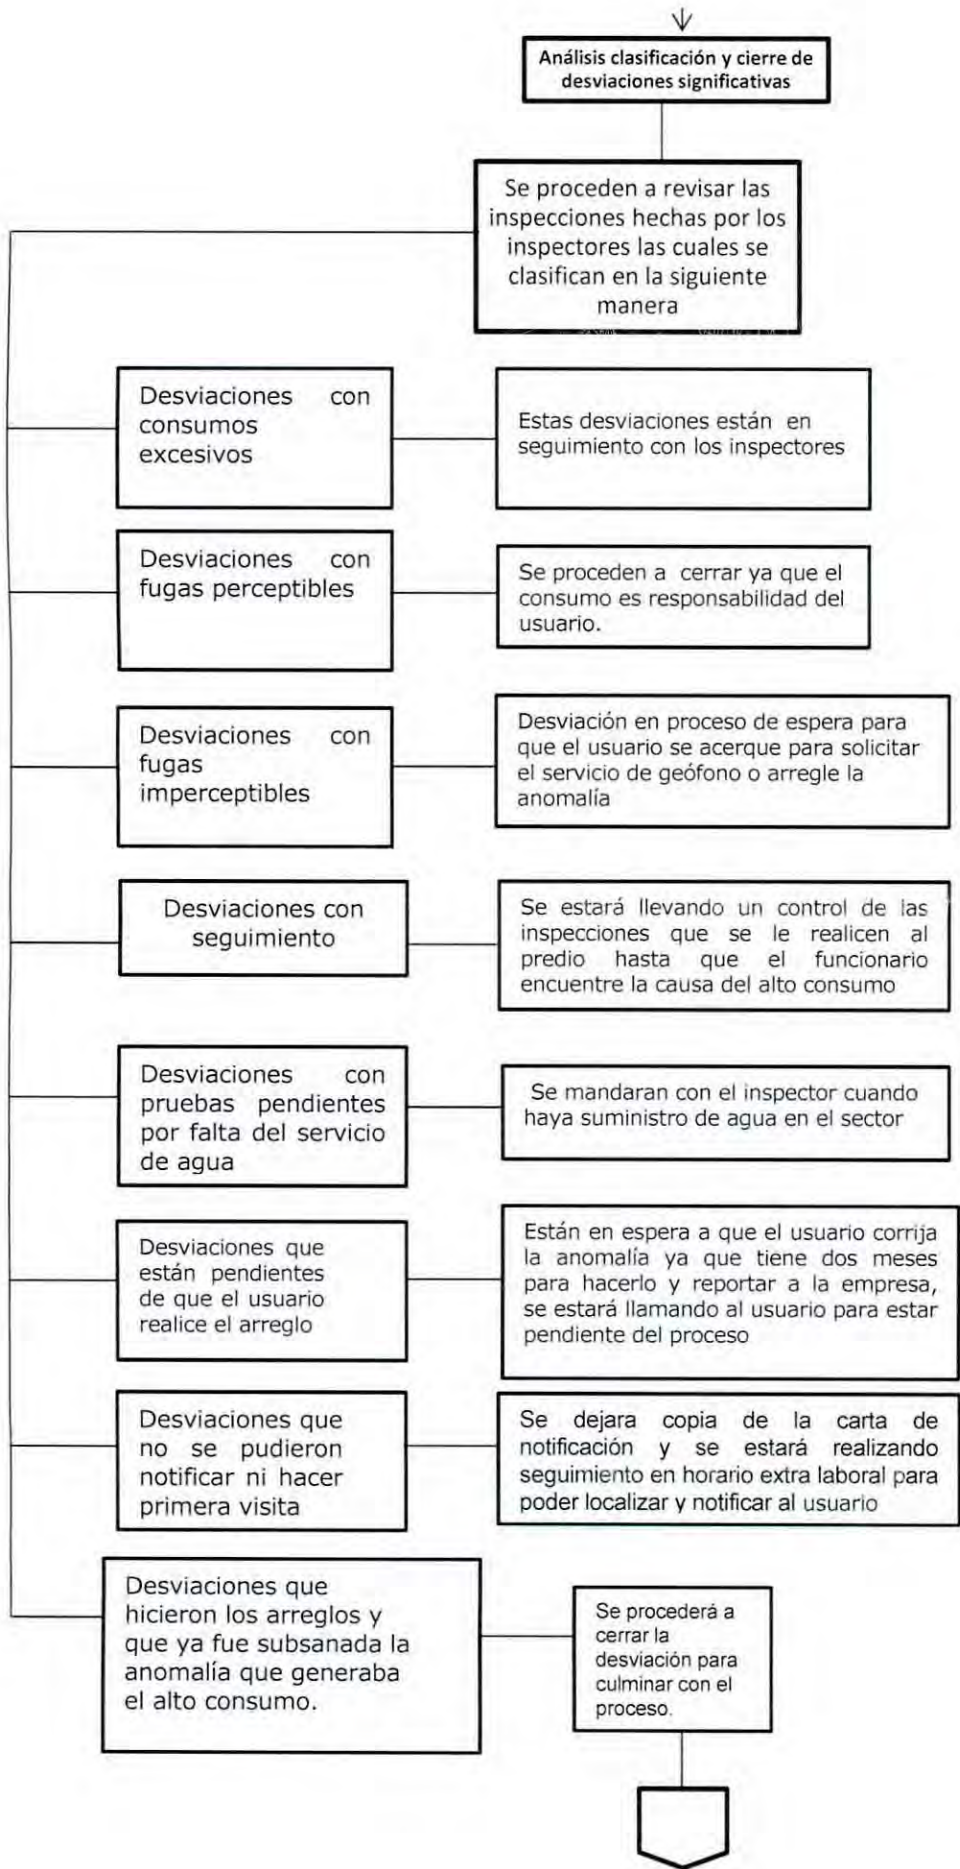 Análisis clasificación y cierre de
desviaciones significativas
Se proceden a revisar las
inspecciones hechas por los
inspectores las cuales se
clasifican en la siguiente
manera
Desviaciones con
consumos
excesivos
Estas desviaciones están en
seguimiento con los inspectores
Desviaciones con
fugas perceptibles
Se proceden a cerrar ya que el
consumo es responsabilidad del
usuario.
Desviaciones con
fugas
imperceptibles
Desviación en proceso de espera para
que el usuario se acerque para solicitar
el servicio de geófono o arregle la
anomalía
Desviaciones con
seguimiento
Se estará llevando un control de las
inspecciones que se le realicen al
predio hasta que el funcionario
encuentre la causa del alto consumo
Desviaciones con
pruebas pendientes
por falta del servicio
de agua
Se mandaran con el inspector cuando
haya suministro de agua en el sector
Desviaciones que
están pendientes
de que el usuario
realice el arreglo
Están en espera a que el usuario corrija
la anomalía ya que tiene dos meses
para hacerlo y reportar a la empresa,
se estará llamando al usuario para estar
pendiente del proceso
Desviaciones que
no se pudieron
notificar ni hacer
primera visita
Se dejara copia de la carta de
notificación y se estará realizando
seguimiento en horario extra laboral para
poder localizar y notificar al usuario
Desviaciones que
hicieron los arreglos y
que ya fue subsanada la
anomalía que generaba
el alto consumo.
Se procederá a
cerrar la
desviación para
culminar con el
proceso.